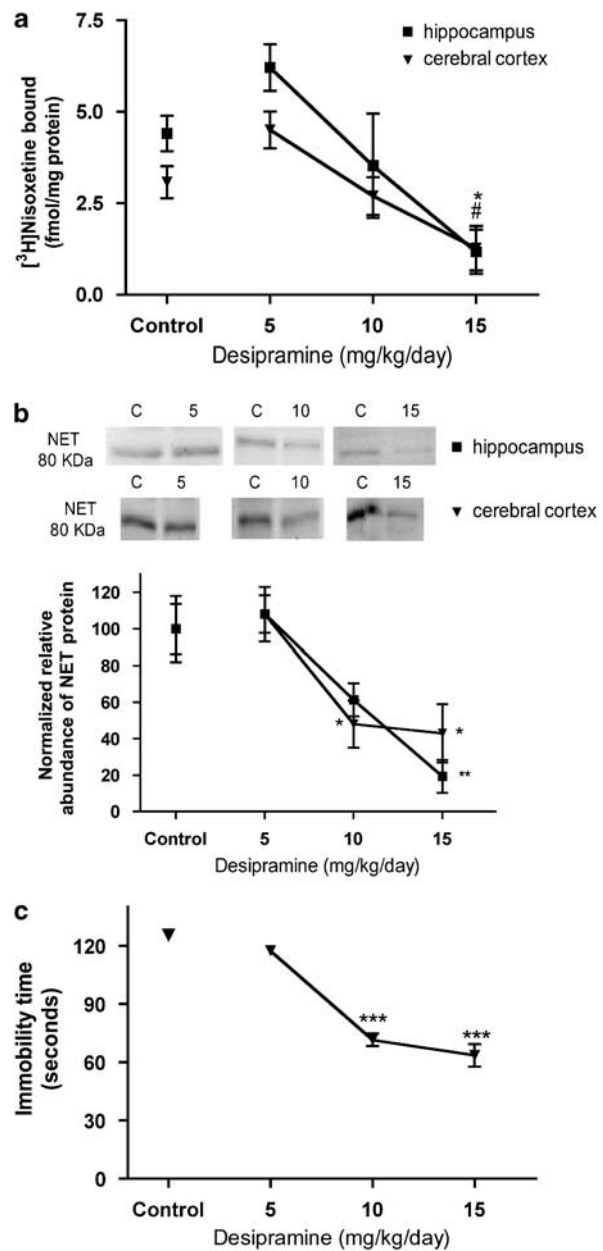 a
7.5
5.0
2.5
0.0
[³H]Nisoxetine bound
(fmol/mg protein)
hippocampus
cerebral cortex
*
#
Control 5 10 15
Desipramine (mg/kg/day)
b
C 5 C 10 C 15
NET
80 KDa
hippocampus
C 5 C 10 C 15
NET
80 KDa
cerebral cortex
120
100
80
60
40
20
0
Normalized relative
abundance of NET protein
*
*
**
Control 5 10 15
Desipramine (mg/kg/day)
c
120
90
60
30
0
Immobility time
(seconds)
***
***
Control 5 10 15
Desipramine (mg/kg/day)